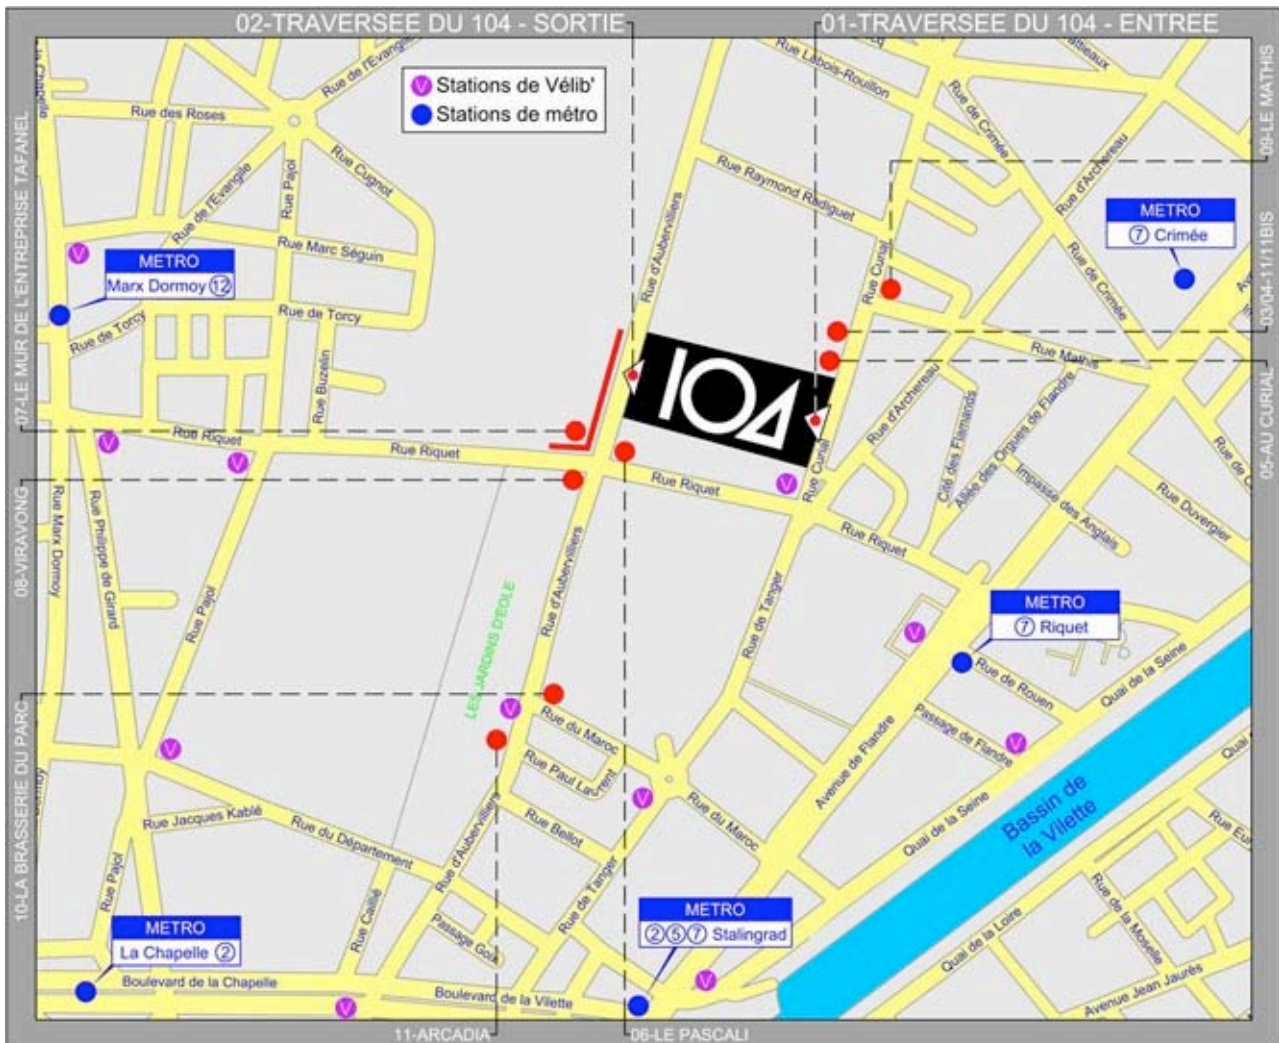 02-TRAVERSEE DU 104 - SORTIE
01-TRAVERSEE DU 104 - ENTREE
V Stations de Vélib'
Stations de métro
Rue de l'Evangile
Rue Labois-Rouillon
Rue des Roses
Rue Cugnot
Rue Pajol
Rue de l'Evangile
Rue Marc Séguin
Rue de Crimée
Rue d'Archereau
Rue Raymond Radiguet
Rue d'Aubervilliers
Rue Curial
Rue de Crimée
METRO
7 Crimée
V
METRO
Marx Dormoy 12
Rue de Torcy
Rue de Torcy
Rue Buzelin
Rue Mathis
104
Rue d'Archereau
Cité des Flamands
Allée des Orgues de Flandre
Impasse des Anglais
Rue Duvergier
Rue Curial
V
Rue Riquet
V
Rue Riquet
Rue Riquet
V
Rue Riquet
Rue Marx Dormoy
Rue Philippe de Girard
Rue Pajol
LES JARDINS D'EOLE
Rue d'Aubervilliers
Rue de Tanger
METRO
7 Riquet
V
Rue de Rouen
Quai de la Seine
Passage de Flandre
V
V
Rue du Maroc
V
Rue Paul Laurent
V
Avenue de Flandre
Rue du Maroc
Quai de la Seine
Bassin de
la Vilette
Rue Jacques Kablé
Rue du Département
Rue d'Aubervilliers
Rue Bellot
Rue de Tanger
Rue Pajol
Rue Caillié
Passage Goix
METRO
La Chapelle 2
METRO
2 5 7 Stalingrad
V
Boulevard de la Chapelle
V
Boulevard de la Vilette
Quai de la Loire
Rue de la Moselle
Avenue Jean Jaurès
07-LE MUR DE L'ENTREPRISE TAFANEL
08-VIRAVONG
10-LA BRASSERIE DU PARC
09-LE MATHIS
03/04-11/11BIS
05-AU CURIAL
11-ARCADIA
06-LE PASCALI